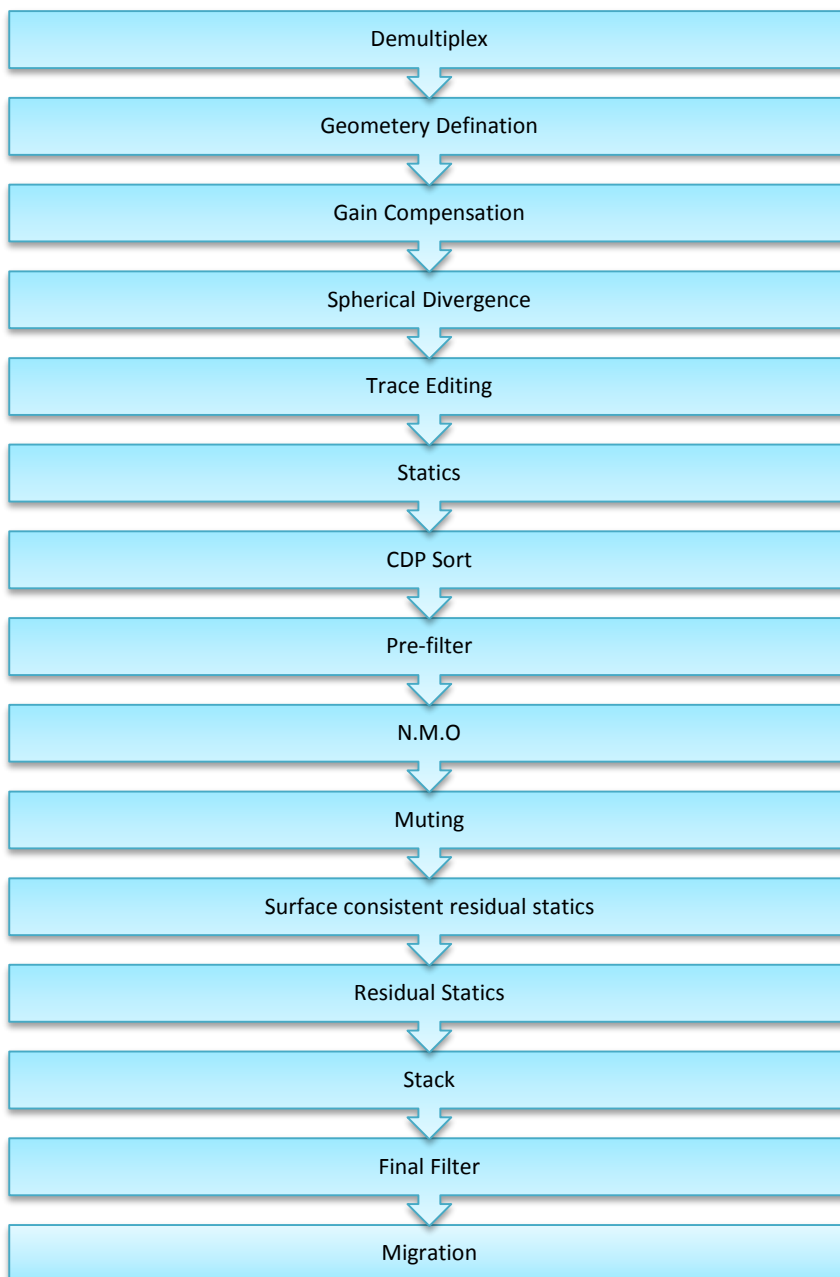 Demultiplex
Geometery Defination
Gain Compensation
Spherical Divergence
Trace Editing
Statics
CDP Sort
Pre-filter
N.M.O
Muting
Surface consistent residual statics
Residual Statics
Stack
Final Filter
Migration